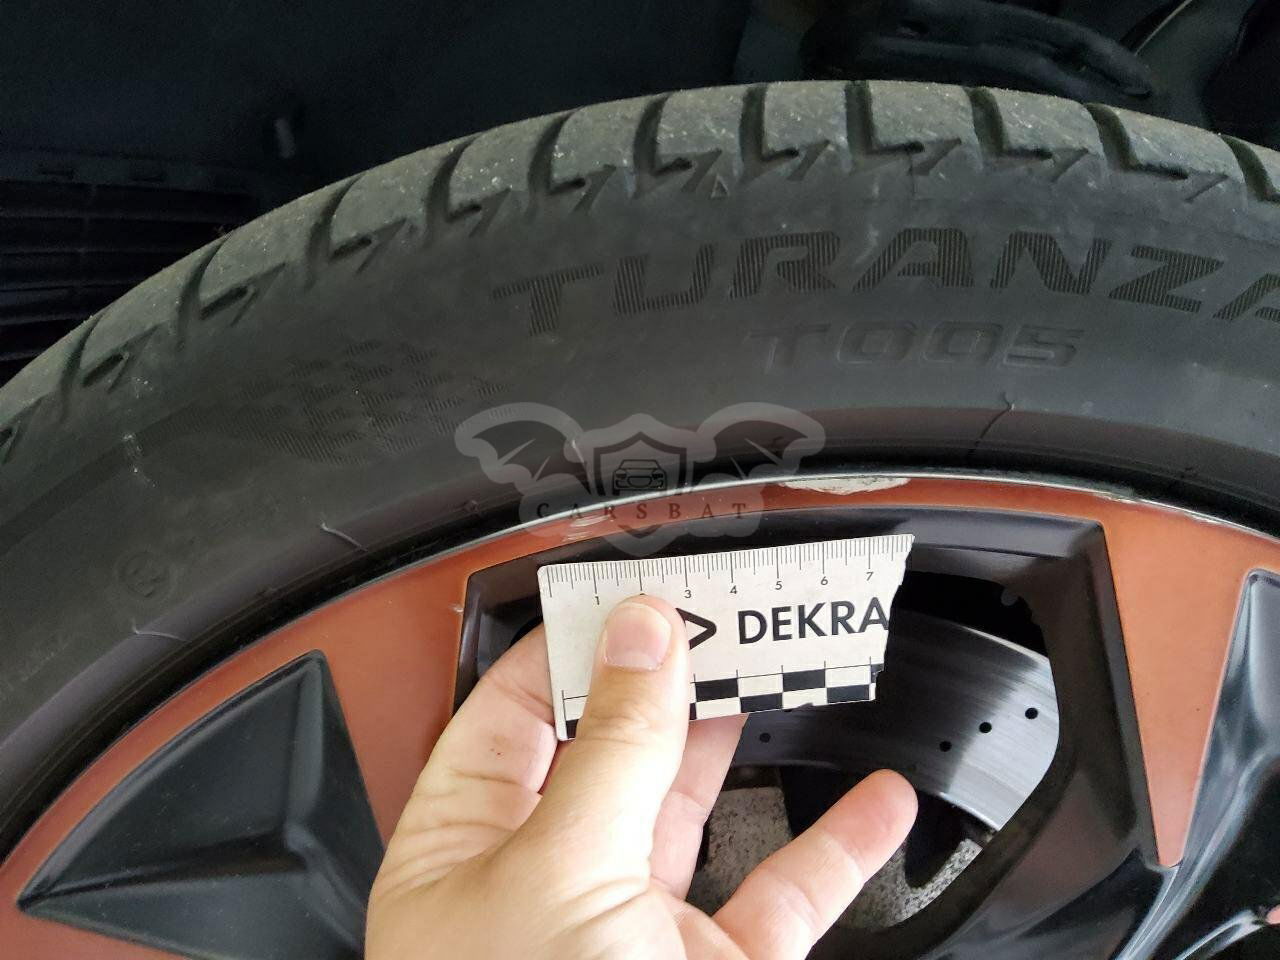 TURANZA
T005
CARSBAT
1 2 3 4 5 6 7
DEKRA